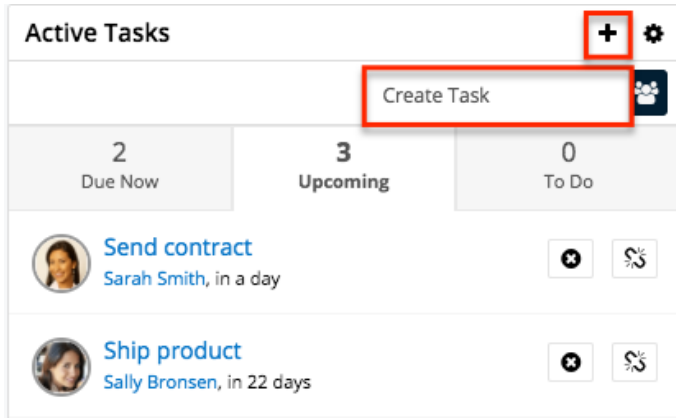 Active Tasks
Create Task
2 3 0
Due Now Upcoming To Do
Send contract
Sarah Smith, in a day
Ship product
Sally Bronsen, in 22 days